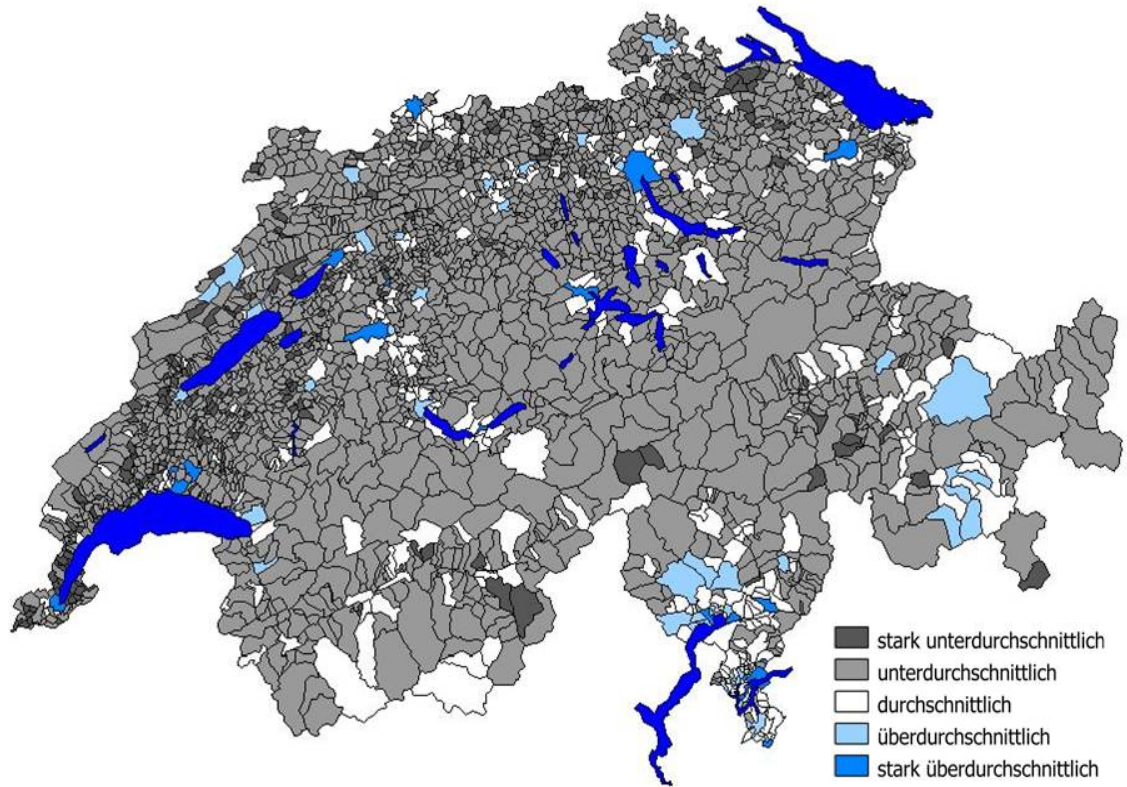 stark unterdurchschnittlich
unterdurchschnittlich
durchschnittlich
überdurchschnittlich
stark überdurchschnittlich